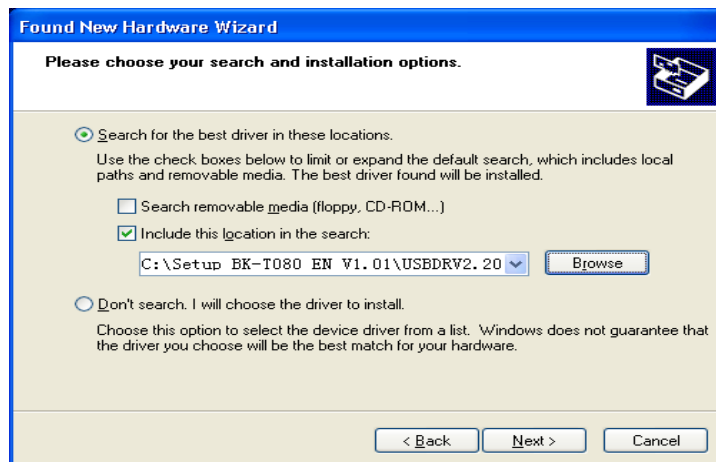 Found New Hardware Wizard
Please choose your search and installation options.
Search for the best driver in these locations.
Use the check boxes below to limit or expand the default search, which includes local
paths and removable media. The best driver found will be installed.
Search removable media (floppy, CD-ROM...)
Include this location in the search:
C:\Setup BK-T080 EN V1.01\USBDRV2.20
Browse
Don't search. I will choose the driver to install.
Choose this option to select the device driver from a list. Windows does not guarantee that
the driver you choose will be the best match for your hardware.
< Back Next > Cancel